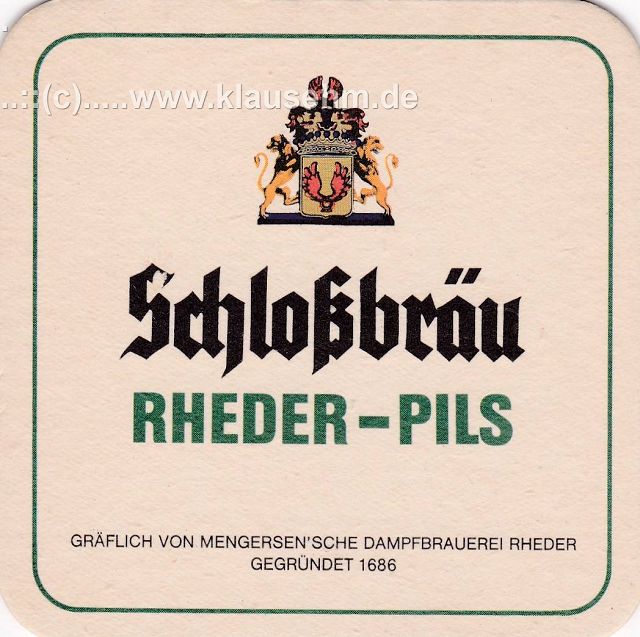 ..::(c).....www.klausehm.de
Schloßbräu
RHEDER-PILS
GRÄFLICH VON MENGERSEN'SCHE DAMPFBRAUEREI RHEDER
GEGRÜNDET 1686